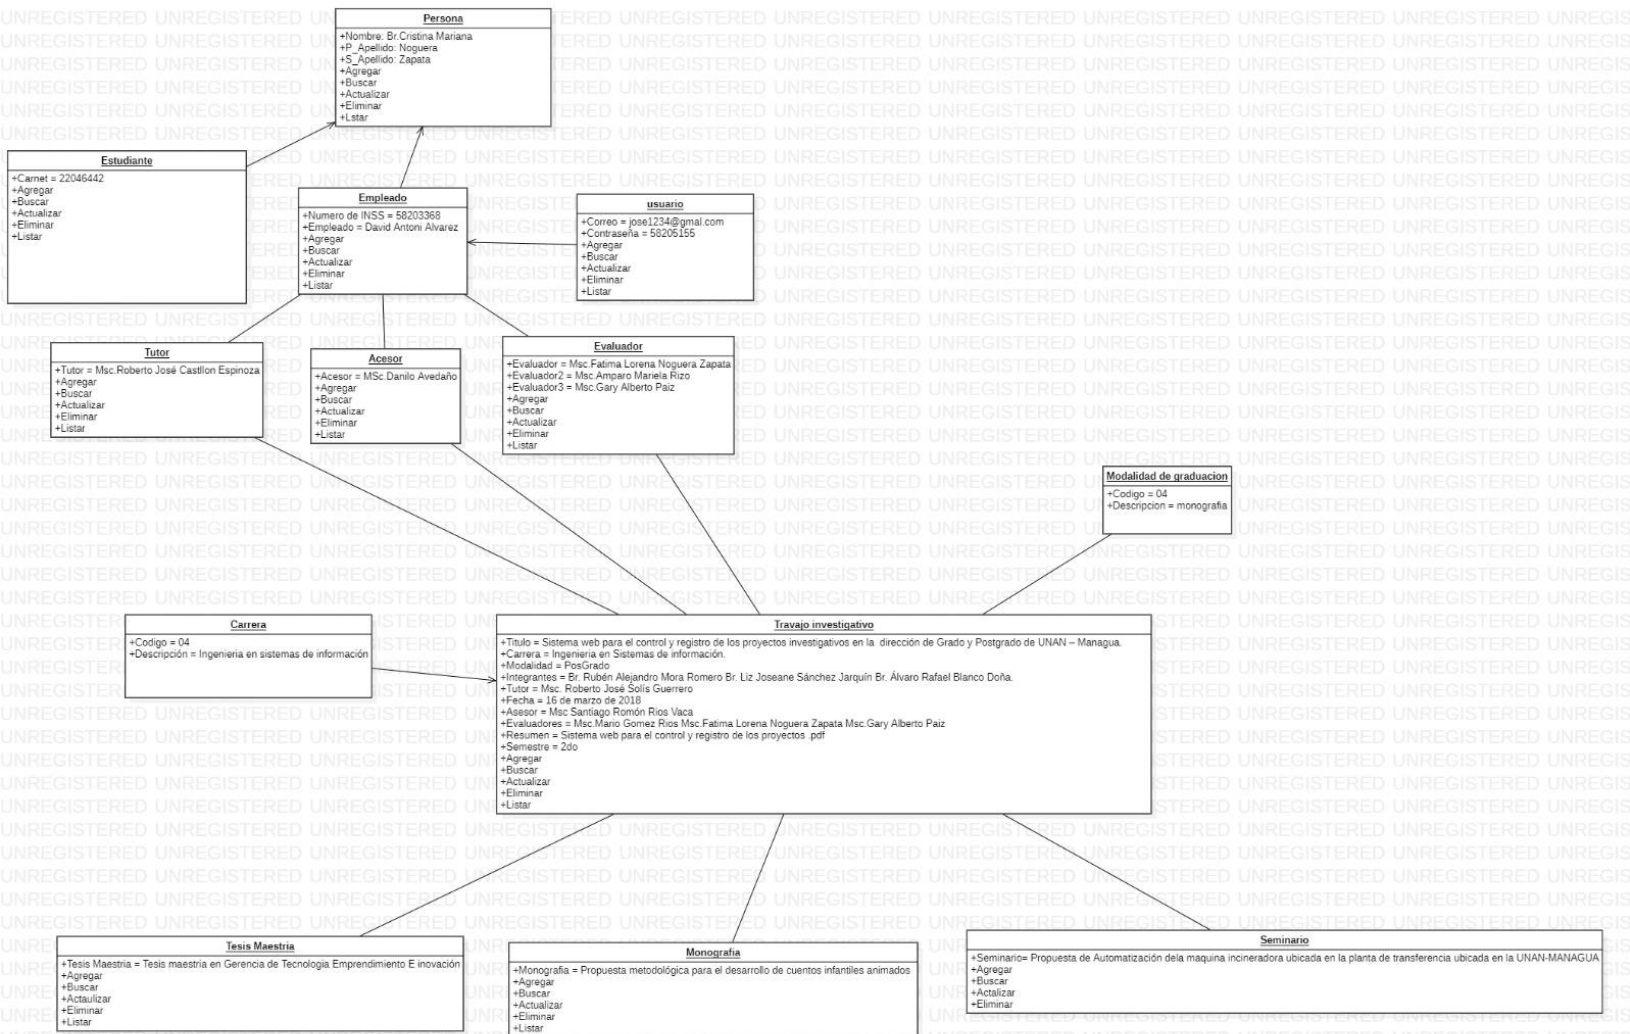 Persona
+Nombre: Br.Cristina Mariana
+P_Apellido: Noguera
+S_Apellido: Zapata
+Agregar
+Buscar
+Actualizar
+Eliminar
+Lstar
Estudiante
+Carnet = 22046442
+Agregar
+Buscar
+Actualizar
+Eliminar
+Listar
Empleado
+Numero de INSS = 58203368
+Empleado = David Antoni Alvarez
+Agregar
+Buscar
+Actualizar
+Eliminar
+Listar
usuario
+Correo = jose1234@gmal.com
+Contraseña = 58205155
+Agregar
+Buscar
+Actualizar
+Eliminar
+Listar
Tutor
+Tutor = Msc.Roberto José Castllon Espinoza
+Agregar
+Buscar
+Actualizar
+Eliminar
+Listar
Acesor
+Acesor = MSc.Danilo Avedaño
+Agregar
+Buscar
+Actualizar
+Eliminar
+Listar
Evaluador
+Evaluador = Msc.Fatima Lorena Noguera Zapata
+Evaluador2 = Msc.Amparo Mariela Rizo
+Evaluador3 = Msc.Gary Alberto Paiz
+Agregar
+Buscar
+Actualizar
+Eliminar
+Listar
Modalidad de graduacion
+Codigo = 04
+Descripcion = monografia
Carrera
+Codigo = 04
+Descripción = Ingenieria en sistemas de información
Travajo investigativo
+Titulo = Sistema web para el control y registro de los proyectos investigativos en la dirección de Grado y Postgrado de UNAN – Managua.
+Carrera = Ingenieria en Sistemas de información.
+Modalidad = PosGrado
+Integrantes = Br. Rubén Alejandro Mora Romero Br. Liz Joseane Sánchez Jarquín Br. Álvaro Rafael Blanco Doña.
+Tutor = Msc. Roberto José Solís Guerrero
+Fecha = 16 de marzo de 2018
+Asesor = Msc Santiago Romón Rios Vaca
+Evaluadores = Msc.Mario Gomez Rios Msc.Fatima Lorena Noguera Zapata Msc.Gary Alberto Paiz
+Resumen = Sistema web para el control y registro de los proyectos .pdf
+Semestre = 2do
+Agregar
+Buscar
+Actualizar
+Eliminar
+Listar
Tesis Maestria
+Tesis Maestria = Tesis maestria en Gerencia de Tecnologia Emprendimiento E inovación
+Agregar
+Buscar
+Actaulizar
+Eliminar
+Listar
Monografia
+Monografia = Propuesta metodológica para el desarrollo de cuentos infantiles animados
+Agregar
+Buscar
+Actualizar
+Eliminar
+Listar
Seminario
+Seminario= Propuesta de Automatización dela maquina incineradora ubicada en la planta de transferencia ubicada en la UNAN-MANAGUA
+Agregar
+Buscar
+Actalizar
+Eliminar